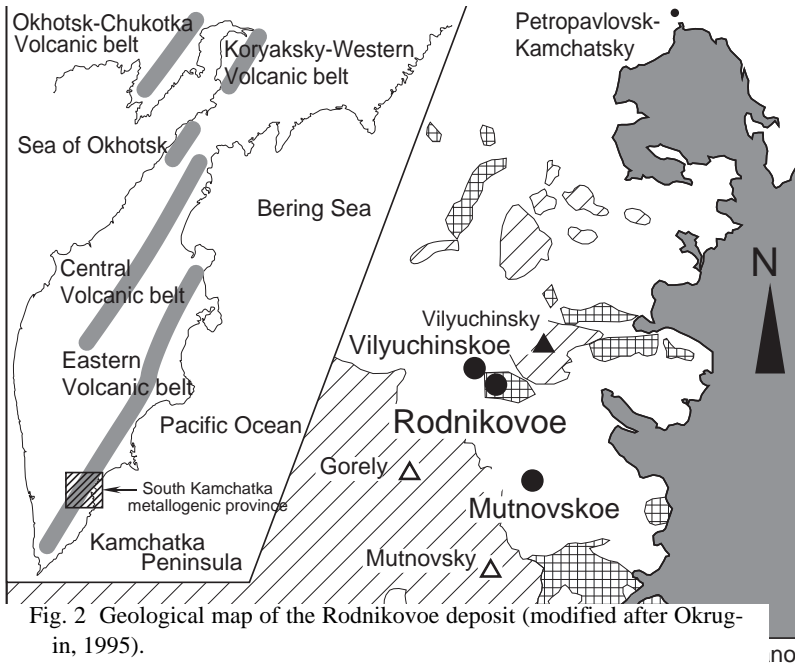 Okhotsk-Chukotka
Volcanic belt
Koryaksky-Western
Volcanic belt
Sea of Okhotsk
Bering Sea
Central
Volcanic belt
Eastern
Volcanic belt
Pacific Ocean
South Kamchatka
metallogenic province
Kamchatka
Peninsula
Petropavlovsk-
Kamchatsky
N
Vilyuchinsky
Vilyuchinskoe
Rodnikovoe
Gorely
Mutnovskoe
Mutnovsky
Fig. 2 Geological map of the Rodnikovoe deposit (modified after Okrug-
in, 1995).